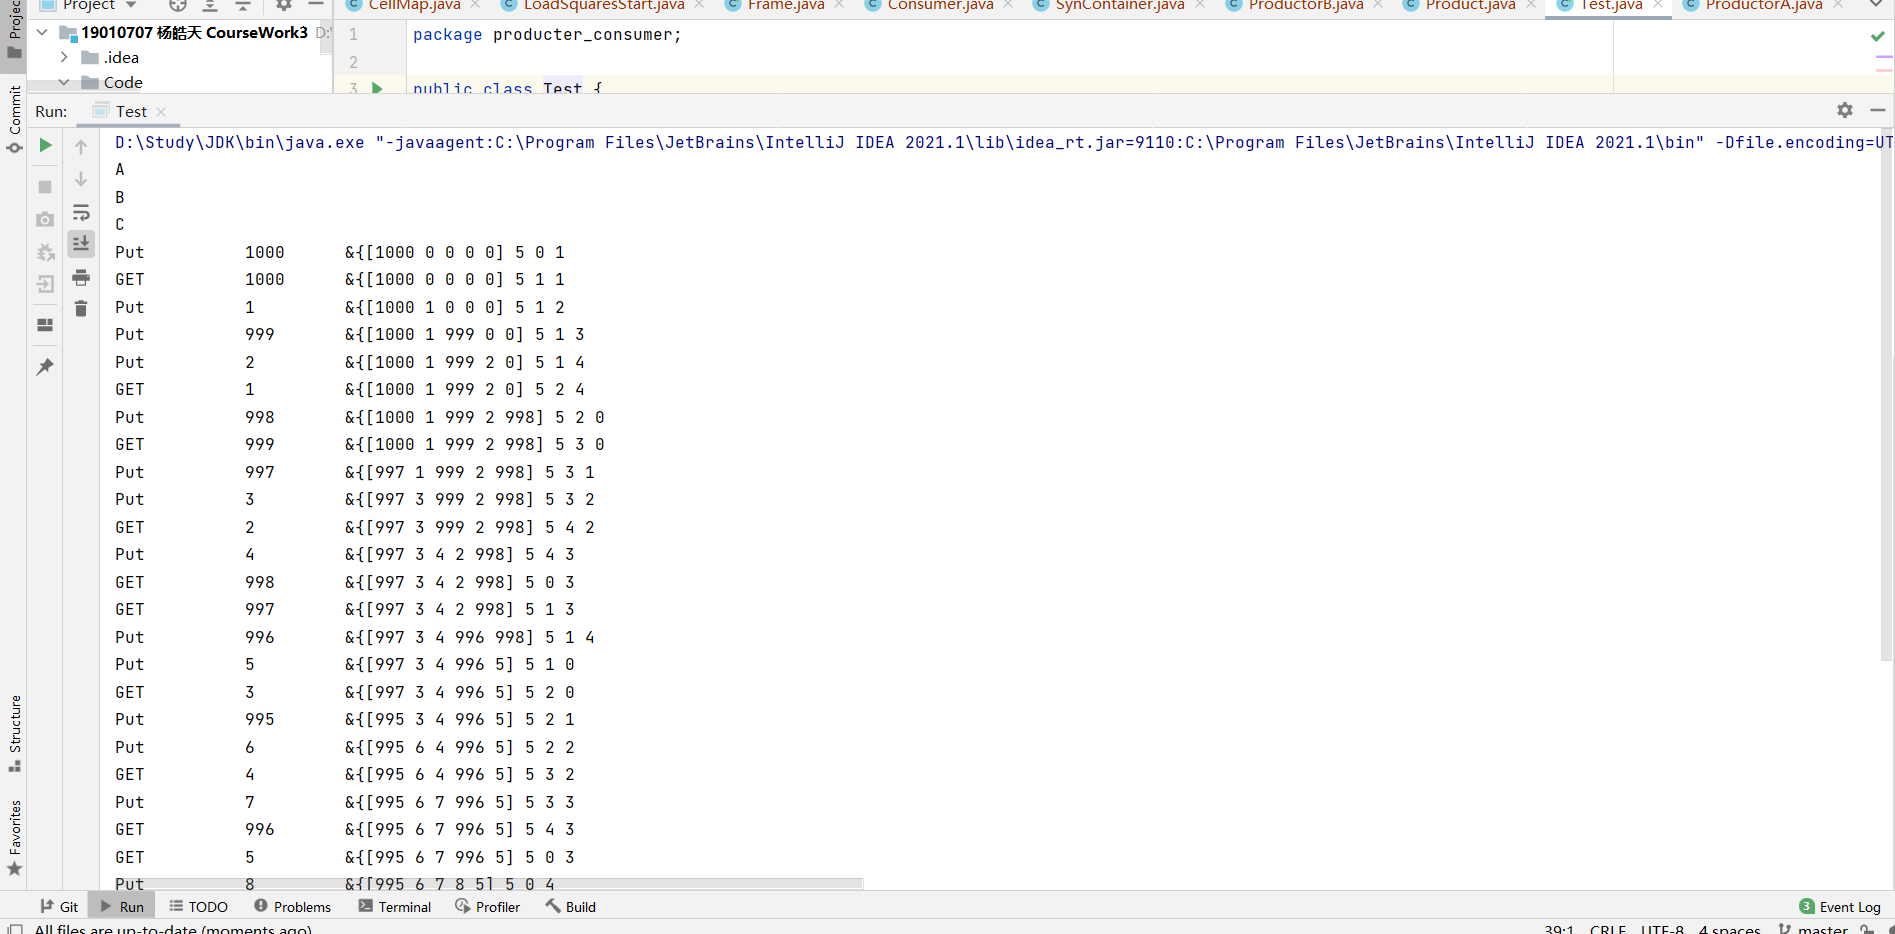 Project
CellMap.java
LoadSquaresStart.java
Frame.java
Consumer.java
SynContainer.java
ProductorB.java
Product.java
Test.java
ProductorA.java
19010707 杨皓天 CourseWork3
.idea
Code
1 package producter_consumer;
2
3 public class Test {
Project
Commit
Structure
Favorites
Run: Test
D:\Study\JDK\bin\java.exe "-javaagent:C:\Program Files\JetBrains\IntelliJ IDEA 2021.1\lib\idea_rt.jar=9110:C:\Program Files\JetBrains\IntelliJ IDEA 2021.1\bin" -Dfile.encoding=UT
A
B
C
Put 1000 &{[1000 0 0 0 0] 5 0 1
GET 1000 &{[1000 0 0 0 0] 5 1 1
Put 1 &{[1000 1 0 0 0] 5 1 2
Put 999 &{[1000 1 999 0 0] 5 1 3
Put 2 &{[1000 1 999 2 0] 5 1 4
GET 1 &{[1000 1 999 2 0] 5 2 4
Put 998 &{[1000 1 999 2 998] 5 2 0
GET 999 &{[1000 1 999 2 998] 5 3 0
Put 997 &{[997 1 999 2 998] 5 3 1
Put 3 &{[997 3 999 2 998] 5 3 2
GET 2 &{[997 3 999 2 998] 5 4 2
Put 4 &{[997 3 4 2 998] 5 4 3
GET 998 &{[997 3 4 2 998] 5 0 3
GET 997 &{[997 3 4 2 998] 5 1 3
Put 996 &{[997 3 4 996 998] 5 1 4
Put 5 &{[997 3 4 996 5] 5 1 0
GET 3 &{[997 3 4 996 5] 5 2 0
Put 995 &{[995 3 4 996 5] 5 2 1
Put 6 &{[995 6 4 996 5] 5 2 2
GET 4 &{[995 6 4 996 5] 5 3 2
Put 7 &{[995 6 7 996 5] 5 3 3
GET 996 &{[995 6 7 996 5] 5 4 3
GET 5 &{[995 6 7 996 5] 5 0 3
Put 8 &{[995 6 7 8 5] 5 0 4
Git Run TODO Problems Terminal Profiler Build 3 Event Log
All files are up-to-date (moments ago) 39:1 CRLF UTF-8 4 spaces master